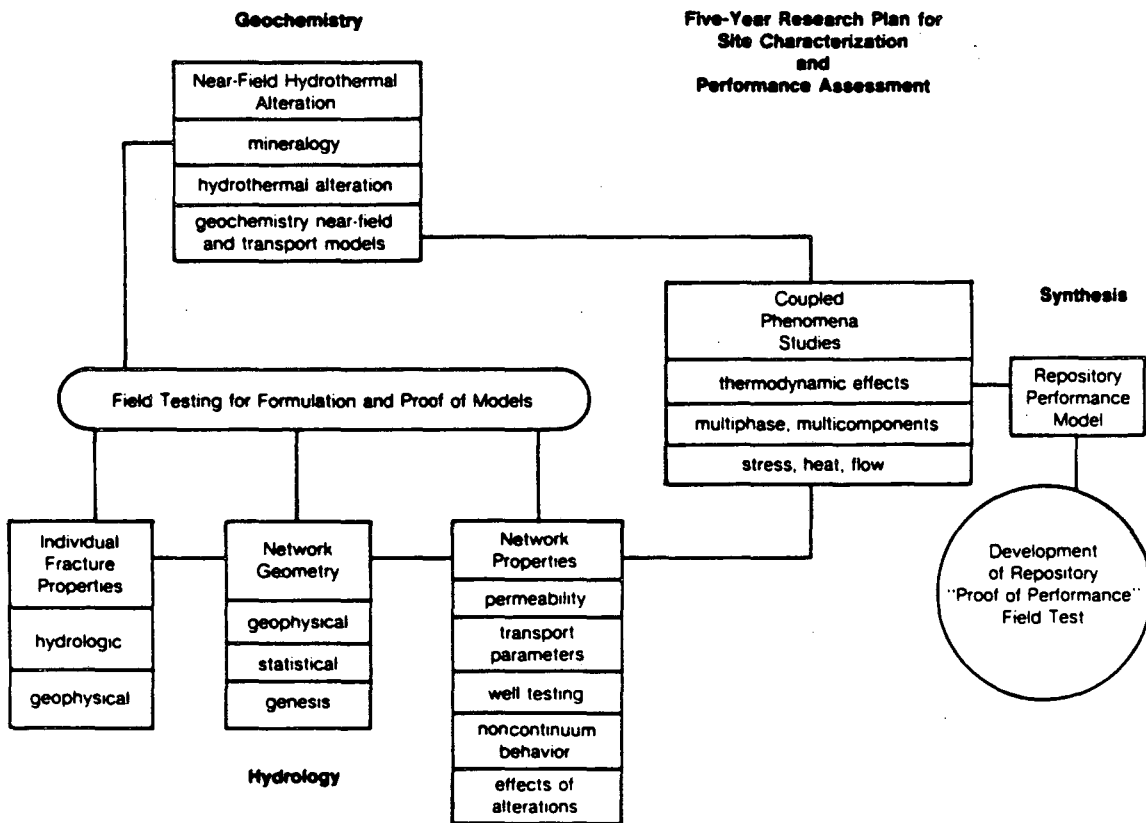 Geochemistry
Five-Year Research Plan for
Site Characterization
and
Performance Assessment
Near-Field Hydrothermal
Alteration
mineralogy
hydrothermal alteration
geochemistry near-field
and transport models
Coupled
Phenomena
Studies
thermodynamic effects
multiphase, multicomponents
stress, heat, flow
Synthesis
Repository
Performance
Model
Development
of Repository
"Proof of Performance"
Field Test
Field Testing for Formulation and Proof of Models
Individual
Fracture
Properties
hydrologic
geophysical
Network
Geometry
geophysical
statistical
genesis
Network
Properties
permeability
transport
parameters
well testing
noncontinuum
behavior
effects of
alterations
Hydrology